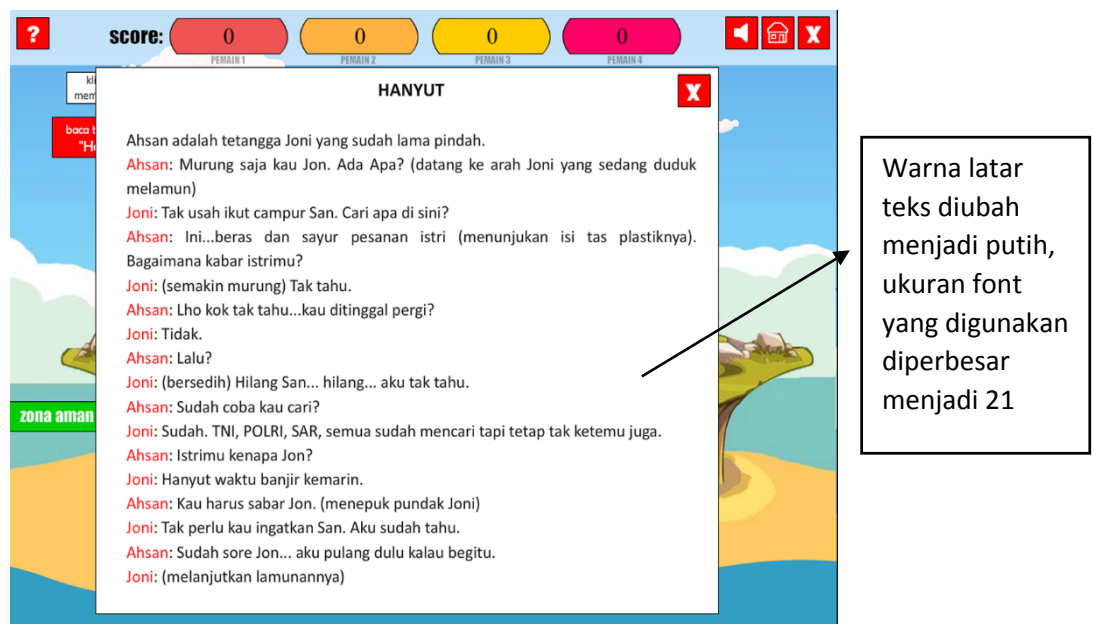 ?
score:
0
0
0
0
X
PEMAIN 1
PEMAIN 2
PEMAIN 3
PEMAIN 4
HANYUT
X
"H
Ahsan adalah tetangga Joni yang sudah lama pindah.
Ahsan: Murung saja kau Jon. Ada Apa? (datang ke arah Joni yang sedang duduk
melamun)
Joni: Tak usah ikut campur San. Cari apa di sini?
Ahsan: Ini...beras dan sayur pesanan istri (menunjukan isi tas plastiknya).
Bagaimana kabar istrimu?
Joni: (semakin murung) Tak tahu.
Ahsan: Lho kok tak tahu...kau ditinggal pergi?
Joni: Tidak.
Ahsan: Lalu?
Joni: (bersedih) Hilang San... hilang... aku tak tahu.
Ahsan: Sudah coba kau cari?
Joni: Sudah. TNI, POLRI, SAR, semua sudah mencari tapi tetap tak ketemu juga.
Ahsan: Istrimu kenapa Jon?
Joni: Hanyut waktu banjir kemarin.
Ahsan: Kau harus sabar Jon. (menepuk pundak Joni)
Joni: Tak perlu kau ingatkan San. Aku sudah tahu.
Ahsan: Sudah sore Jon... aku pulang dulu kalau begitu.
Joni: (melanjutkan lamunannya)
kli
mem
baca t
zona aman
Warna latar
teks diubah
menjadi putih,
ukuran font
yang digunakan
diperbesar
menjadi 21